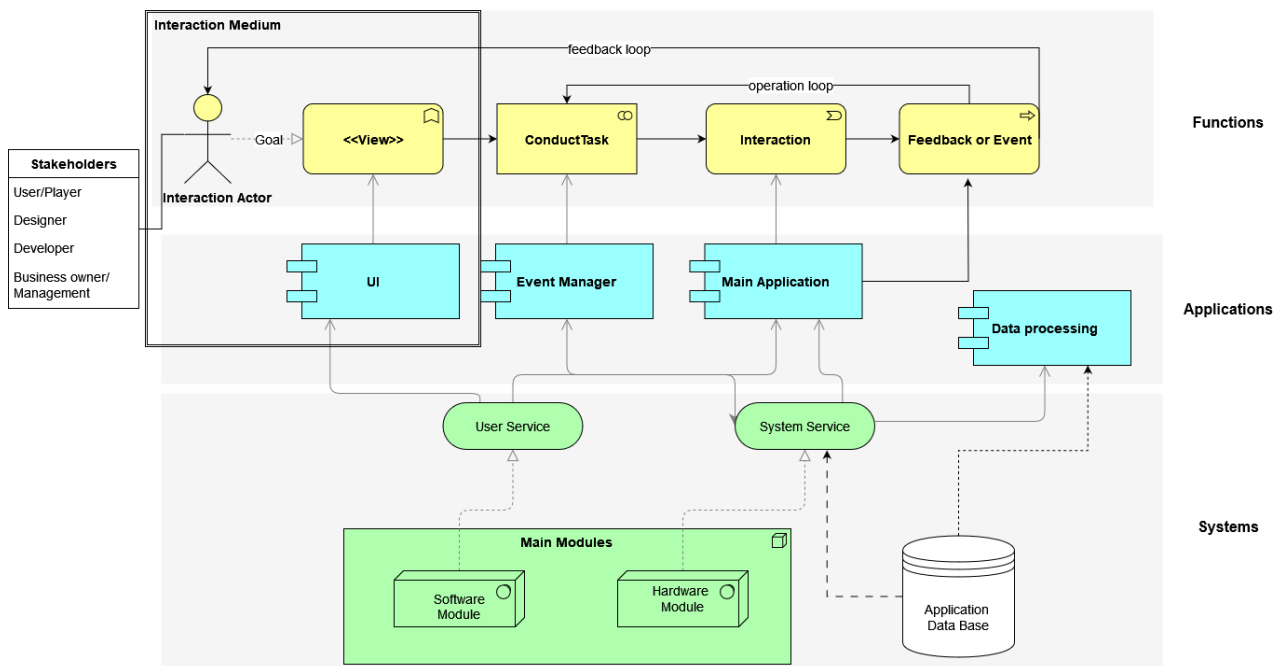 Interaction Medium
feedback loop
operation loop
Functions
Goal
<<View>>
ConductTask
Interaction
Feedback or Event
Stakeholders
User/Player
Designer
Developer
Business owner/
Management
Interaction Actor
UI
Event Manager
Main Application
Data processing
Applications
User Service
System Service
Systems
Main Modules
Software
Module
Hardware
Module
Application
Data Base